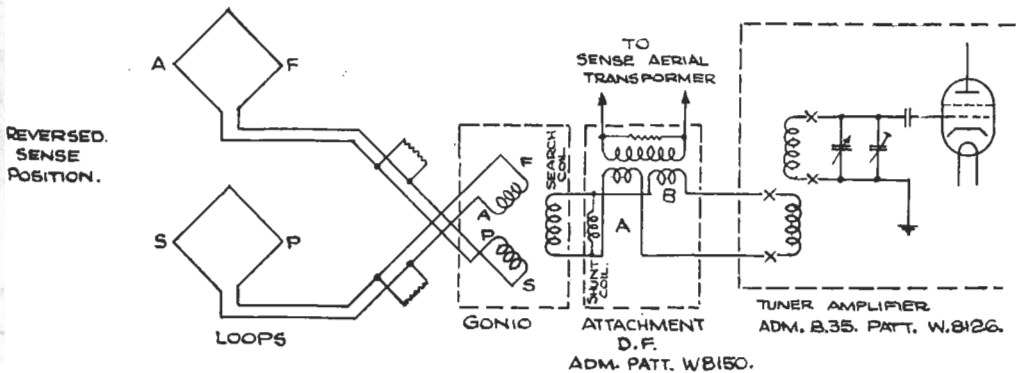 REVERSED.
SENSE
POSITION.
A F
S P
LOOPS
F
A
P
S
GONIO
SEARCH
COIL
TO
SENSE AERIAL
TRANSFORMER
SHUNT
COIL.
A
B
ATTACHMENT
D.F.
ADM. PATT. W8150.
TUNER AMPLIFIER
ADM. B.35. PATT. W.8126.